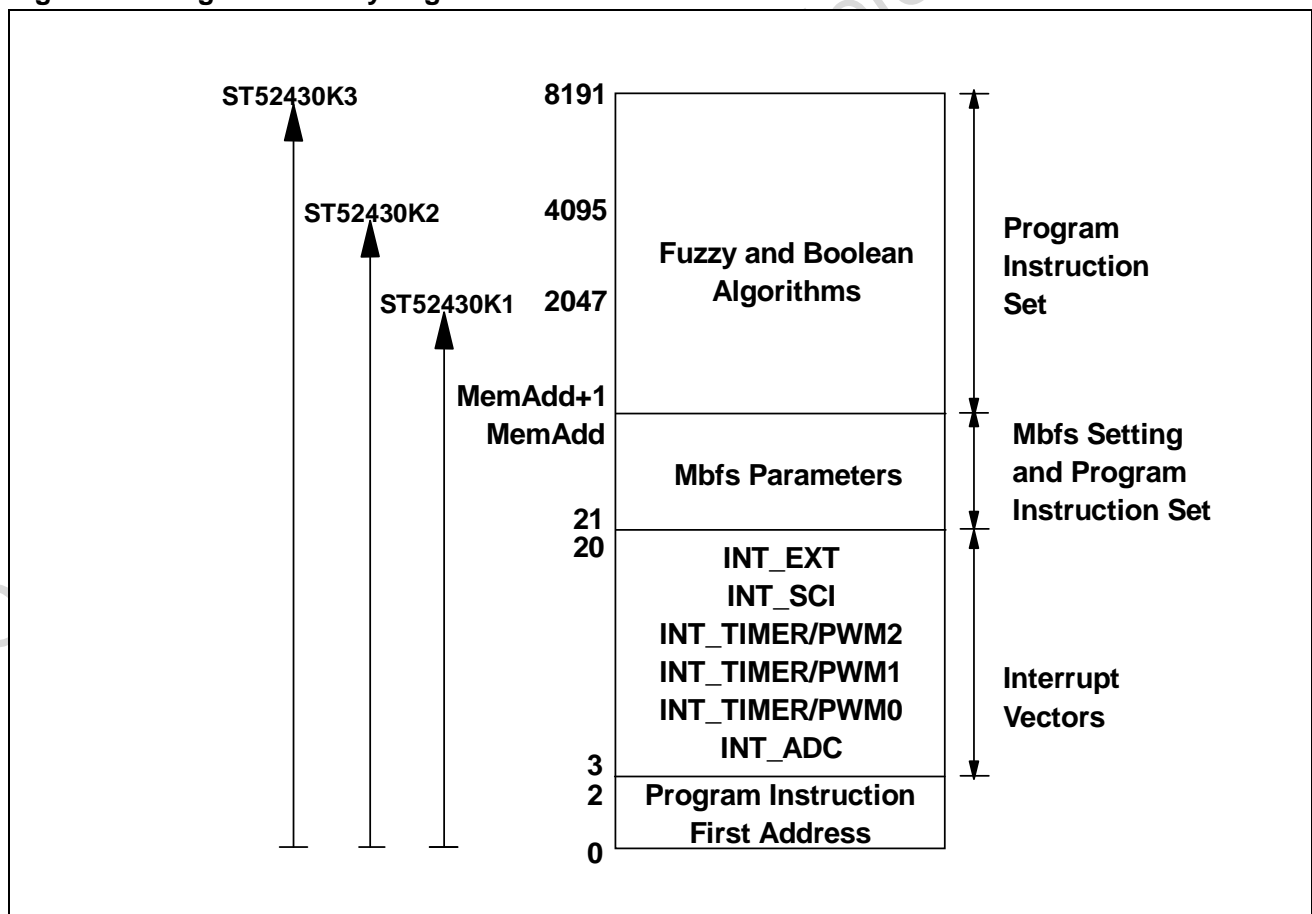 ST52430K3
8191
ST52430K2
4095
ST52430K1
2047
Fuzzy and Boolean
Algorithms
Program
Instruction
Set
MemAdd+1
MemAdd
Mbfs Parameters
Mbfs Setting
and Program
Instruction Set
21
20
INT_EXT
INT_SCI
INT_TIMER/PWM2
INT_TIMER/PWM1
INT_TIMER/PWM0
INT_ADC
Interrupt
Vectors
3
2
Program Instruction
First Address
0